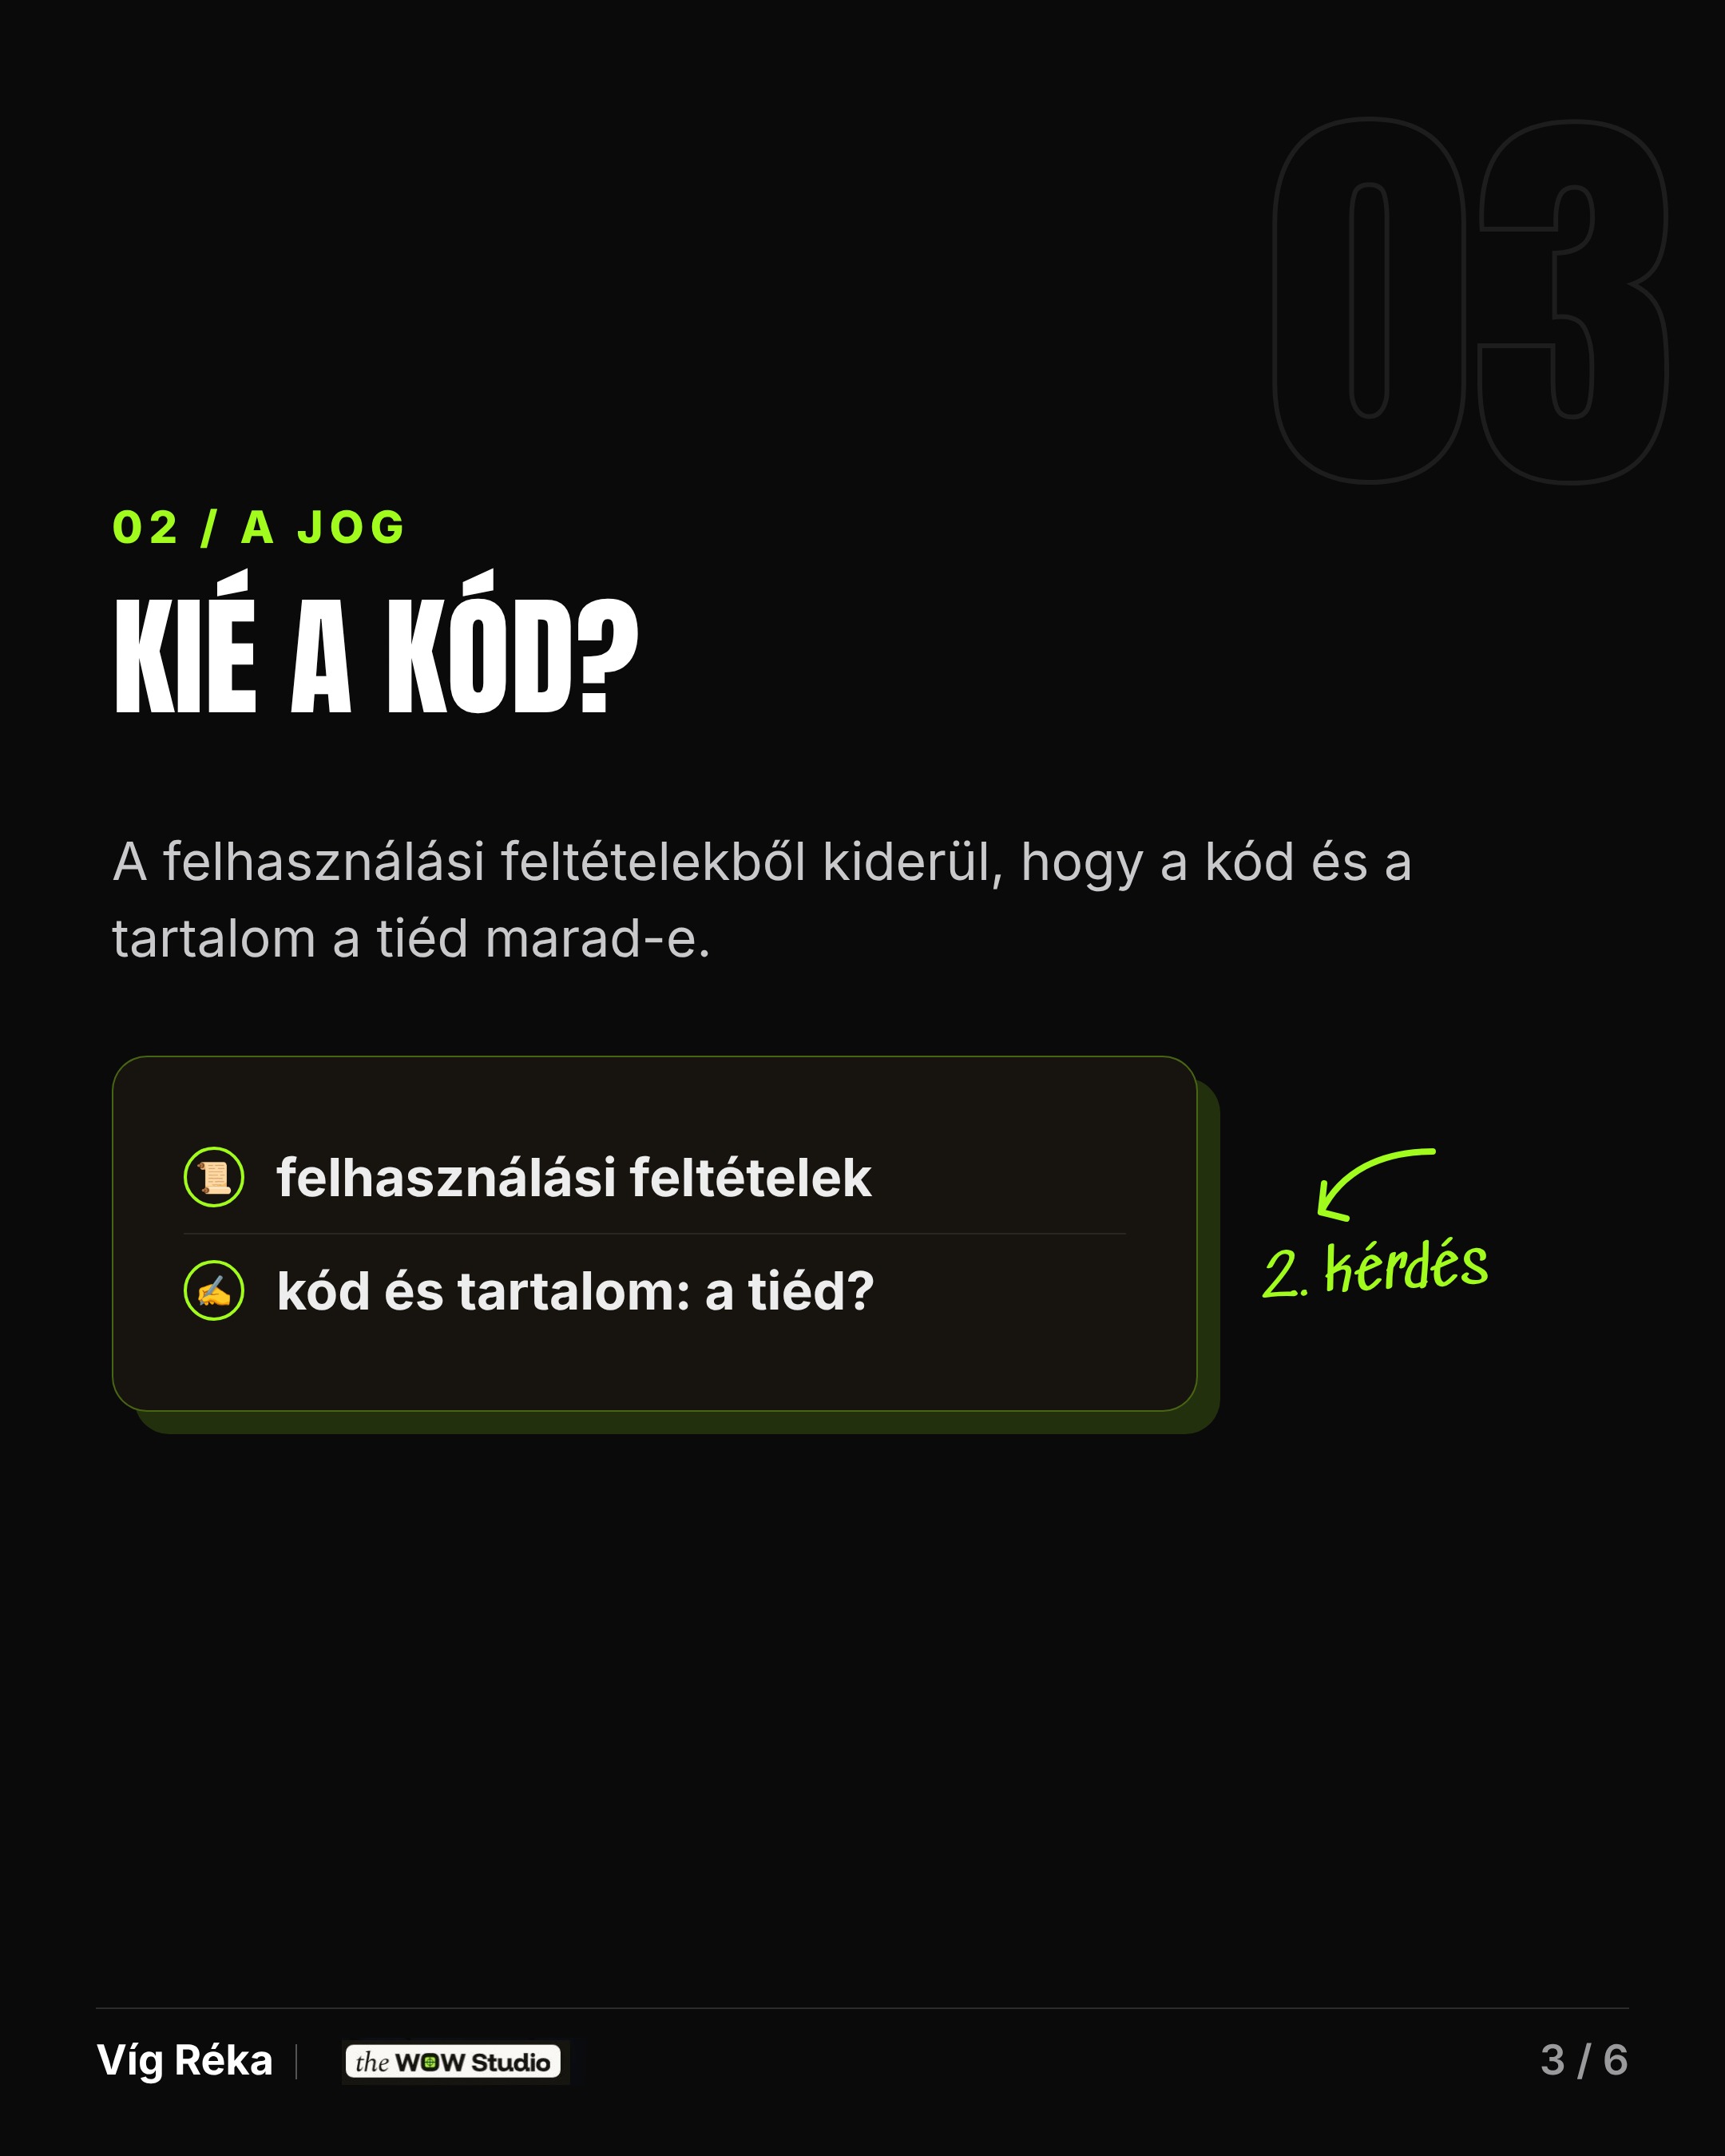 03
02 / A JOG
KIÉ A KÓD?
A felhasználási feltételekből kiderül, hogy a kód és a
tartalom a tiéd marad-e.
felhasználási feltételek
kód és tartalom: a tiéd?
2. kérdés
Víg Réka
the WOW Studio
3 / 6